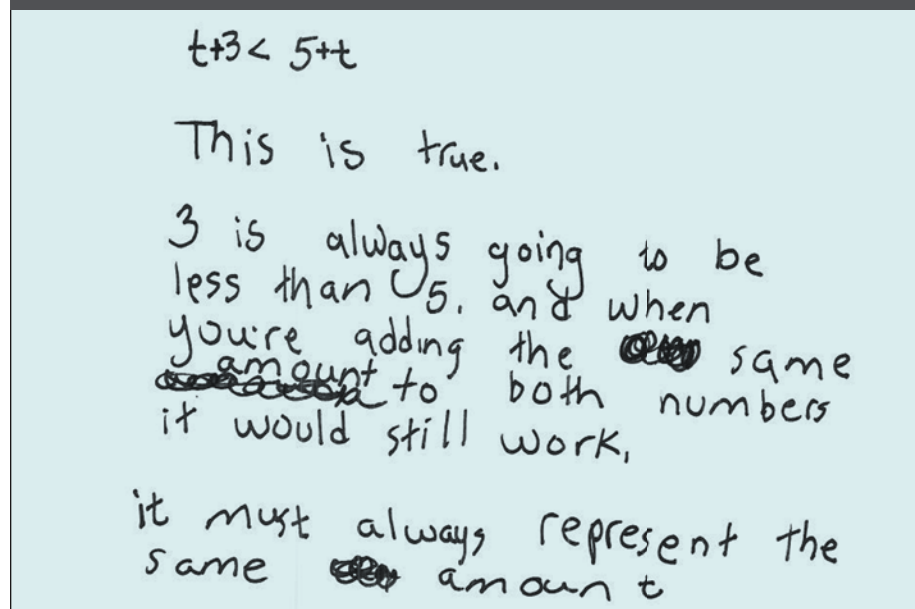 t+3 < 5+t
This is true.
3 is always going to be
less than 5. and when
you're adding the same
amount to both numbers
it would still work,
it must always represent the
same amount